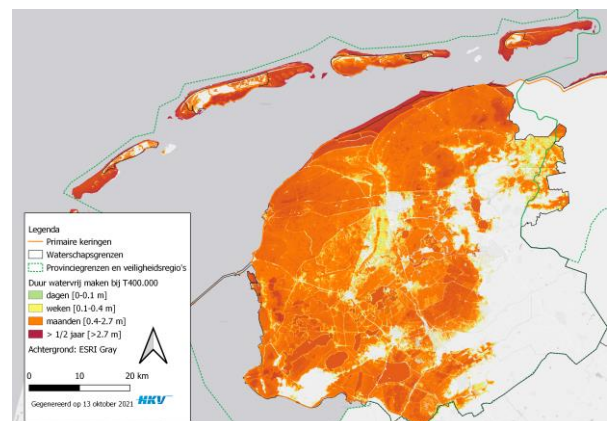 Legenda
Primaire keringen
Waterschapsgrenzen
Provinciegrenzen en veiligheidsregio's
Duur watervrij maken bij T400.000
dagen [0-0.1 m]
weken [0.1-0.4 m]
maanden [0.4-2.7 m]
> 1/2 jaar [>2.7 m]
Achtergrond: ESRI Gray
0 10 20 km
Gegenereerd op 13 oktober 2021 HKV